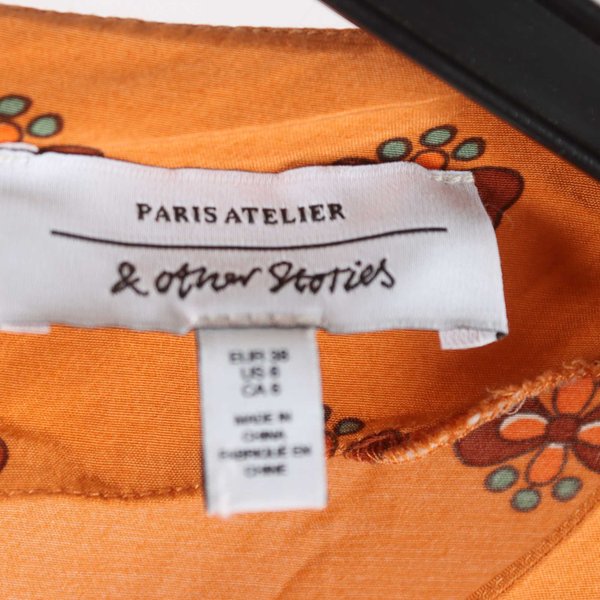 PARIS ATELIER
& other Stories
EUR 38
US 6
CA 6
MADE IN
CHINA
FABRIQUÉ EN
CHINE